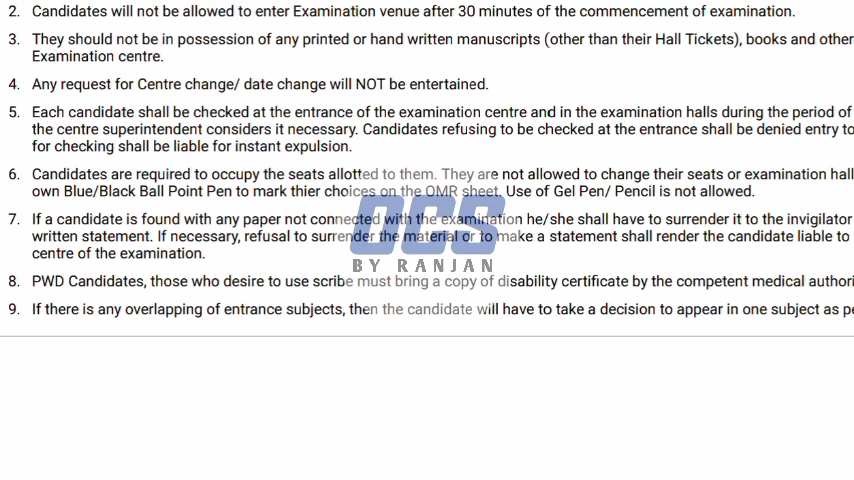 2. Candidates will not be allowed to enter Examination venue after 30 minutes of the commencement of examination.
3. They should not be in possession of any printed or hand written manuscripts (other than their Hall Tickets), books and other
Examination centre.
4. Any request for Centre change/ date change will NOT be entertained.
5. Each candidate shall be checked at the entrance of the examination centre and in the examination halls during the period of
the centre superintendent considers it necessary. Candidates refusing to be checked at the entrance shall be denied entry to
for checking shall be liable for instant expulsion.
6. Candidates are required to occupy the seats allotted to them. They are not allowed to change their seats or examination hall
own Blue/Black Ball Point Pen to mark thier choices on the OMR sheet. Use of Gel Pen/ Pencil is not allowed.
7. If a candidate is found with any paper not connected with the examination he/she shall have to surrender it to the invigilator
written statement. If necessary, refusal to surrender the material or to make a statement shall render the candidate liable to
centre of the examination.
OCS
BY RANJAN
8. PWD Candidates, those who desire to use scribe must bring a copy of disability certificate by the competent medical authori
9. If there is any overlapping of entrance subjects, then the candidate will have to take a decision to appear in one subject as pe